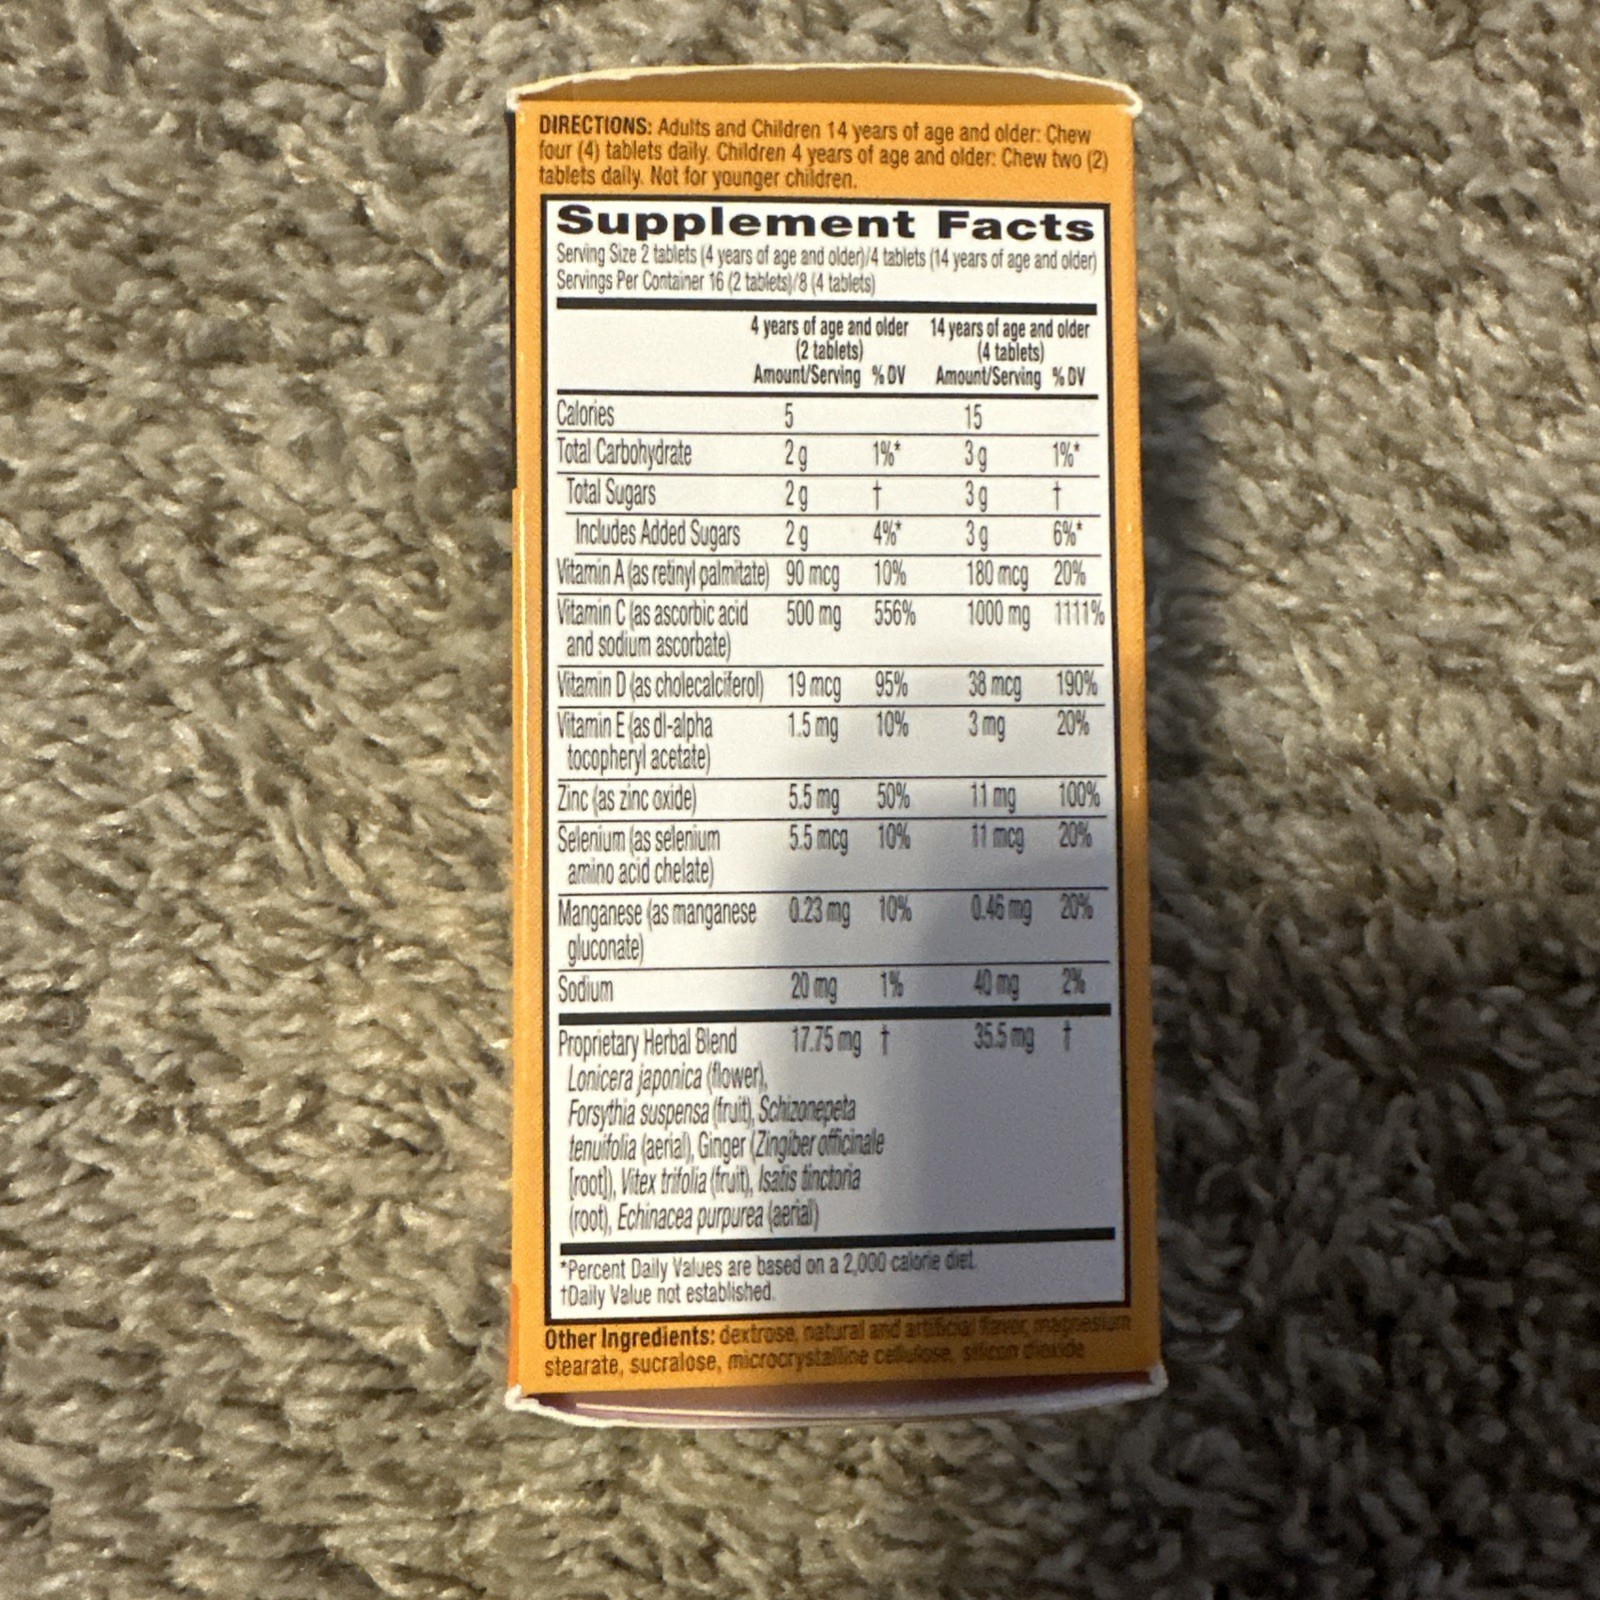 DIRECTIONS: Adults and Children 14 years of age and older: Chew
four (4) tablets daily. Children 4 years of age and older: Chew two (2)
tablets daily. Not for younger children.
Supplement Facts
Serving Size 2 tablets (4 years of age and older)/4 tablets (14 years of age and older)
Servings Per Container 16 (2 tablets)/8 (4 tablets)
4 years of age and older 14 years of age and older
(2 tablets) (4 tablets)
Amount/Serving % DV Amount/Serving % DV
Calories 5 15
Total Carbohydrate 2 g 1%* 3 g 1%*
Total Sugars 2 g † 3 g †
Includes Added Sugars 2 g 4%* 3 g 6%*
Vitamin A (as retinyl palmitate) 90 mcg 10% 180 mcg 20%
Vitamin C (as ascorbic acid 500 mg 556% 1000 mg 1111%
and sodium ascorbate)
Vitamin D (as cholecalciferol) 19 mcg 95% 38 mcg 190%
Vitamin E (as dl-alpha 1.5 mg 10% 3 mg 20%
tocopheryl acetate)
Zinc (as zinc oxide) 5.5 mg 50% 11 mg 100%
Selenium (as selenium 5.5 mcg 10% 11 mcg 20%
amino acid chelate)
Manganese (as manganese 0.23 mg 10% 0.46 mg 20%
gluconate)
Sodium 20 mg 1% 40 mg 2%
Proprietary Herbal Blend 17.75 mg † 35.5 mg †
Lonicera japonica (flower),
Forsythia suspensa (fruit), Schizonepeta
tenuifolia (aerial), Ginger (Zingiber officinale
[root]), Vitex trifolia (fruit), Isatis tinctoria
(root), Echinacea purpurea (aerial)
*Percent Daily Values are based on a 2,000 calorie diet.
†Daily Value not established.
Other Ingredients: dextrose, natural and artificial flavor, magnesium
stearate, sucralose, microcrystalline cellulose, silicon dioxide